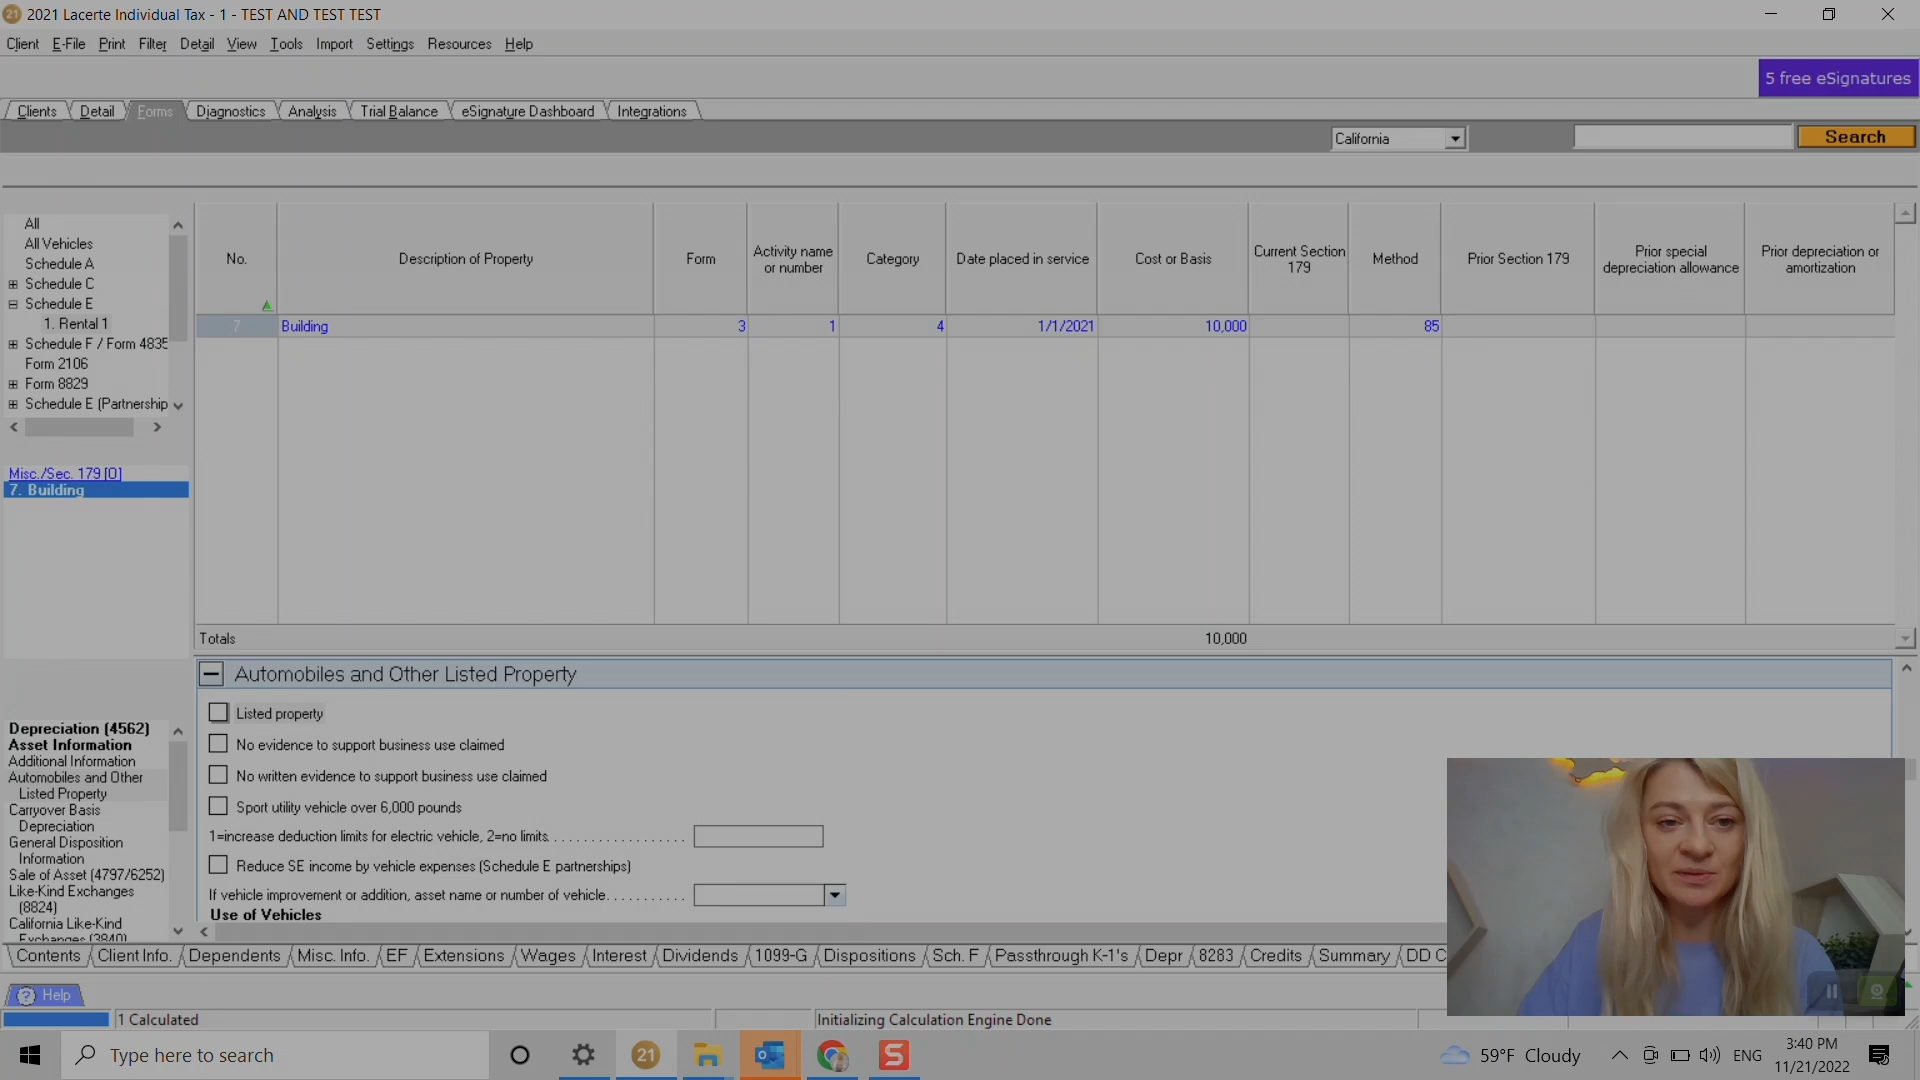 2021 Lacerte Individual Tax - 1 - TEST AND TEST TEST
Client E-File Print Filter Detail View Tools Import Settings Resources Help
5 free eSignatures
Clients Detail Forms Diagnostics Analysis Trial Balance eSignature Dashboard Integrations
California Search
All
All Vehicles
Schedule A
Schedule C
Schedule E
1. Rental 1
Schedule F / Form 4835
Form 2106
Form 8829
Schedule E (Partnership
Misc./Sec. 179 [O]
7. Building
No. Description of Property Form Activity name or number Category Date placed in service Cost or Basis Current Section 179 Method Prior Section 179 Prior special depreciation allowance Prior depreciation or amortization
7 Building 3 1 4 1/1/2021 10,000 85
Totals 10,000
Depreciation (4562)
Asset Information
Additional Information
Automobiles and Other
Listed Property
Carryover Basis
Depreciation
General Disposition
Information
Sale of Asset (4797/6252)
Like-Kind Exchanges
(8824)
California Like-Kind
Exchanges (3840)
Automobiles and Other Listed Property
Listed property
No evidence to support business use claimed
No written evidence to support business use claimed
Sport utility vehicle over 6,000 pounds
1=increase deduction limits for electric vehicle, 2=no limits. . . . . . . . . . . . . . . . . .
Reduce SE income by vehicle expenses (Schedule E partnerships)
If vehicle improvement or addition, asset name or number of vehicle. . . . . . . . . . .
Use of Vehicles
Contents Client Info. Dependents Misc. Info. EF Extensions Wages Interest Dividends 1099-G Dispositions Sch. F Passthrough K-1's Depr 8283 Credits Summary DD C
? Help
1 Calculated Initializing Calculation Engine Done
Type here to search 21 S 59°F Cloudy ENG 3:40 PM
11/21/2022